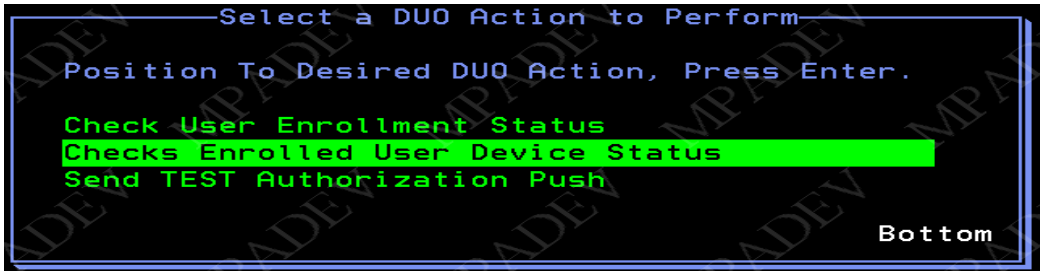 Select a DUO Action to Perform
Position To Desired DUO Action, Press Enter.
Check User Enrollment Status
Checks Enrolled User Device Status
Send TEST Authorization Push
Bottom
MPADEV